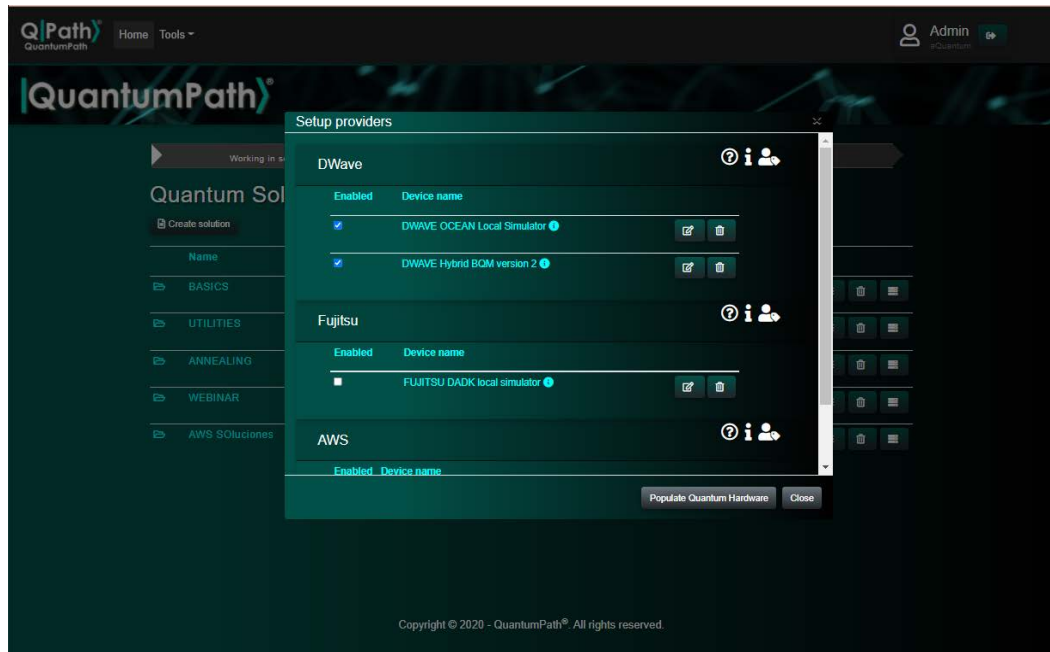 Q|Path⟩®
QuantumPath
Home Tools
Admin
aQuantum
|QuantumPath⟩®
Setup providers
Working in
DWave
Enabled Device name
DWAVE OCEAN Local Simulator
DWAVE Hybrid BQM version 2
Fujitsu
Enabled Device name
FUJITSU DADK local simulator
AWS
Enabled Device name
Populate Quantum Hardware Close
Quantum Sol
Create solution
Name
BASICS
UTILITIES
ANNEALING
WEBINAR
AWS SOluciones
Copyright © 2020 - QuantumPath®. All rights reserved.